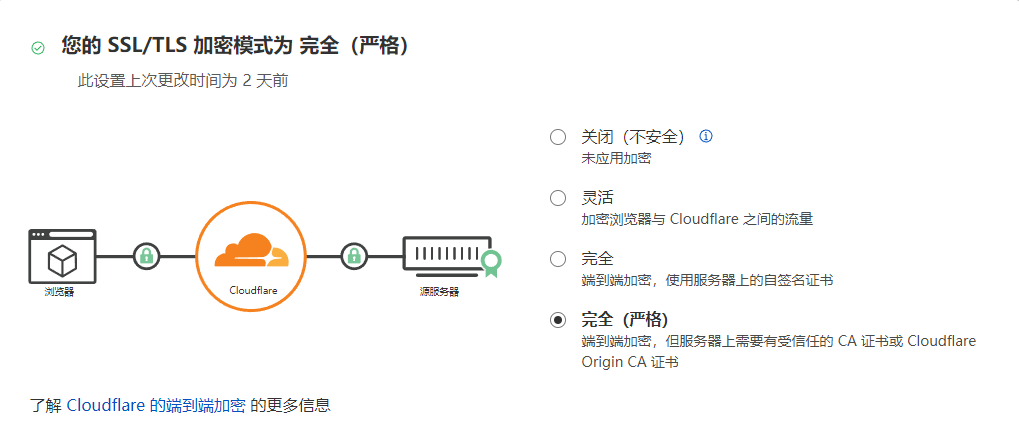 您的 SSL/TLS 加密模式为 完全（严格）
此设置上次更改时间为 2 天前
关闭（不安全）
未应用加密
灵活
加密浏览器与 Cloudflare 之间的流量
完全
端到端加密，使用服务器上的自签名证书
完全（严格）
端到端加密，但服务器上需要有受信任的 CA 证书或 Cloudflare
Origin CA 证书
浏览器
Cloudflare
源服务器
了解 Cloudflare 的端到端加密 的更多信息